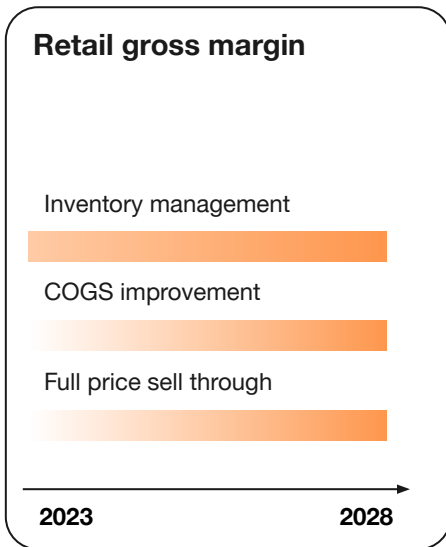 Retail gross margin
Inventory management
COGS improvement
Full price sell through
2023 2028